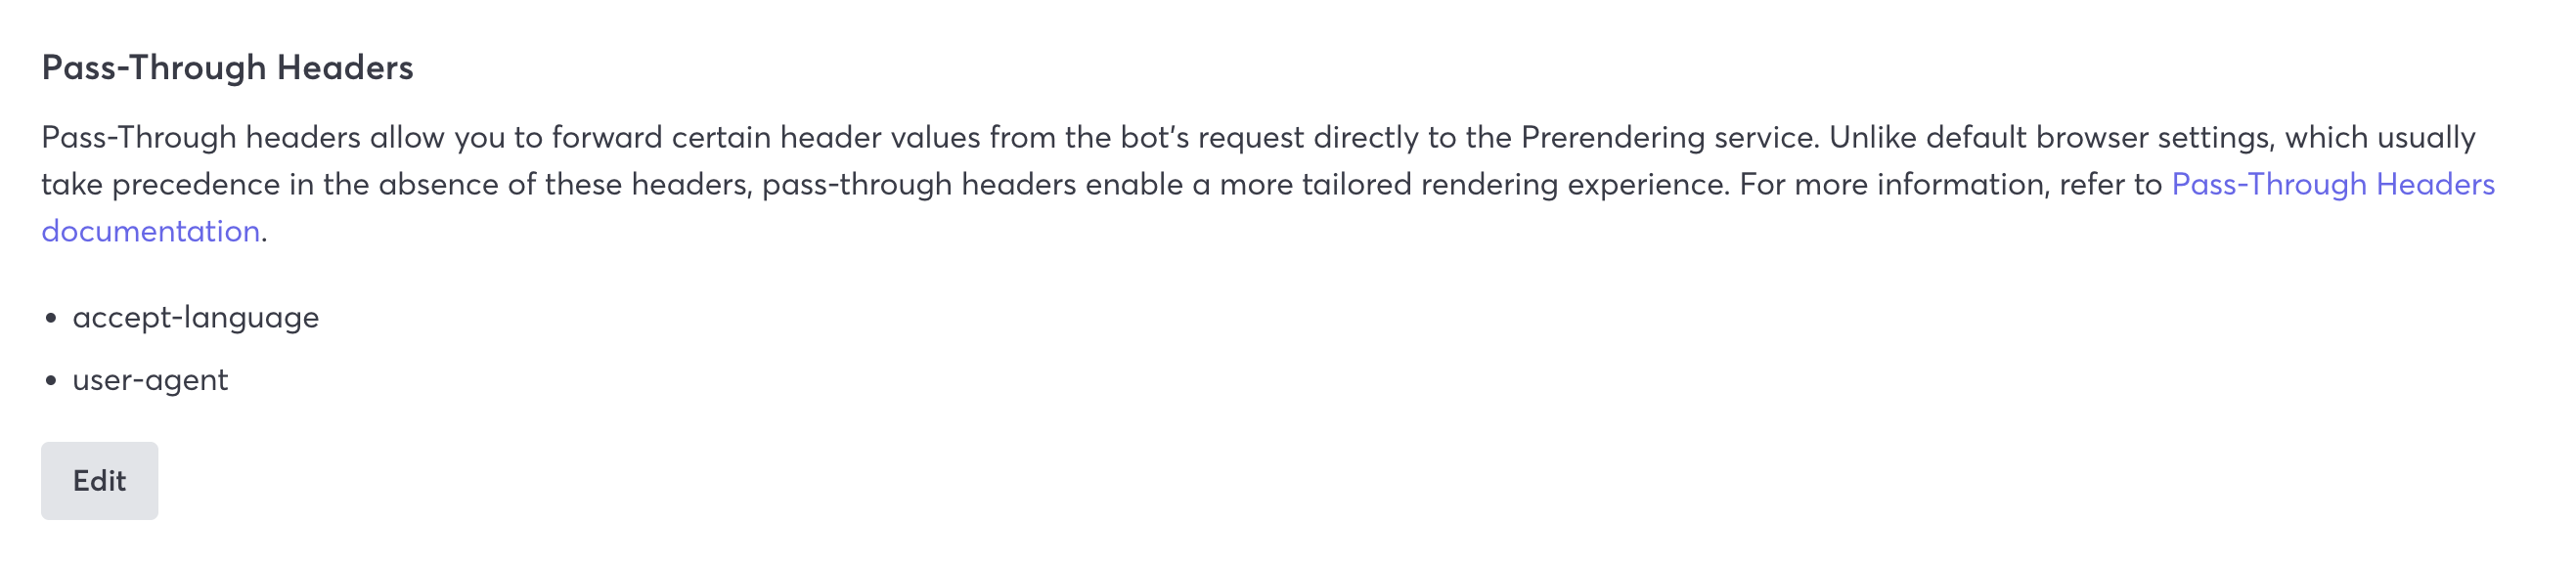 Pass-Through Headers
Pass-Through headers allow you to forward certain header values from the bot's request directly to the Prerendering service. Unlike default browser settings, which usually
take precedence in the absence of these headers, pass-through headers enable a more tailored rendering experience. For more information, refer to Pass-Through Headers
documentation.
• accept-language
• user-agent
Edit